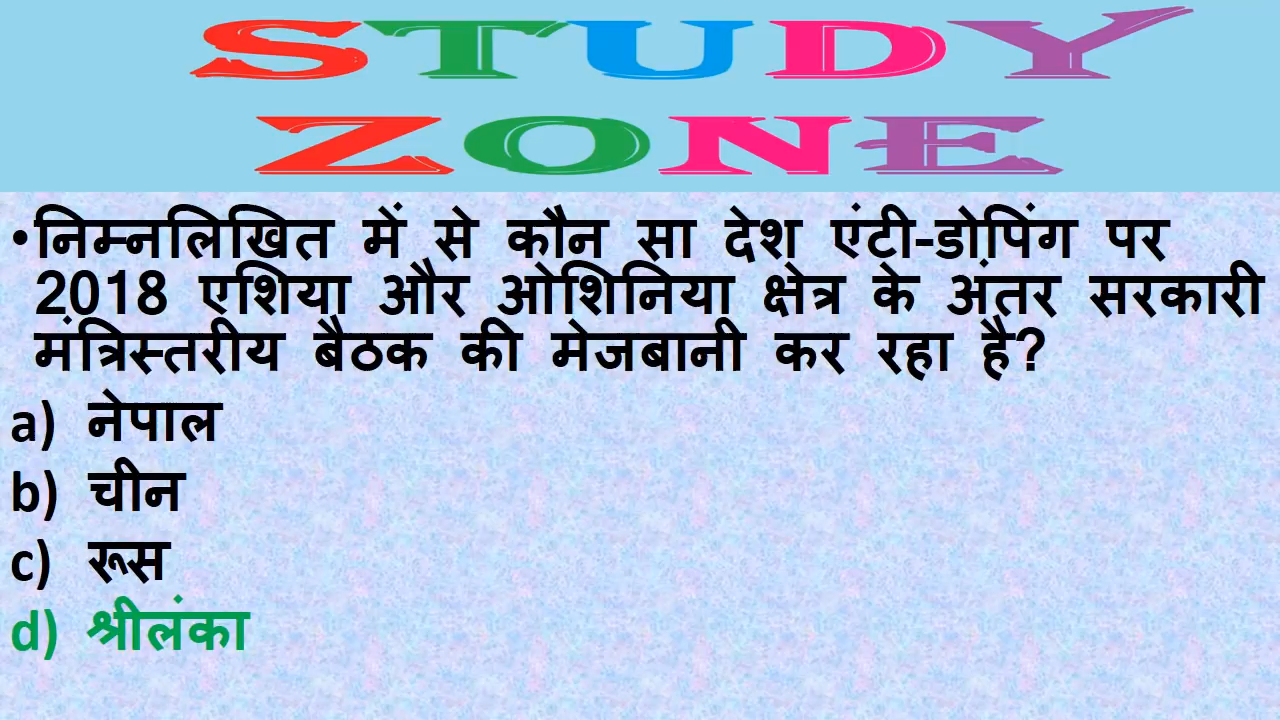 STUDY
ZONE
•निम्नलिखित में से कौन सा देश एंटी-डोपिंग पर
2018 एशिया और ओशिनिया क्षेत्र के अंतर सरकारी
मंत्रिस्तरीय बैठक की मेजबानी कर रहा है?
a) नेपाल
b) चीन
c) रूस
d) श्रीलंका